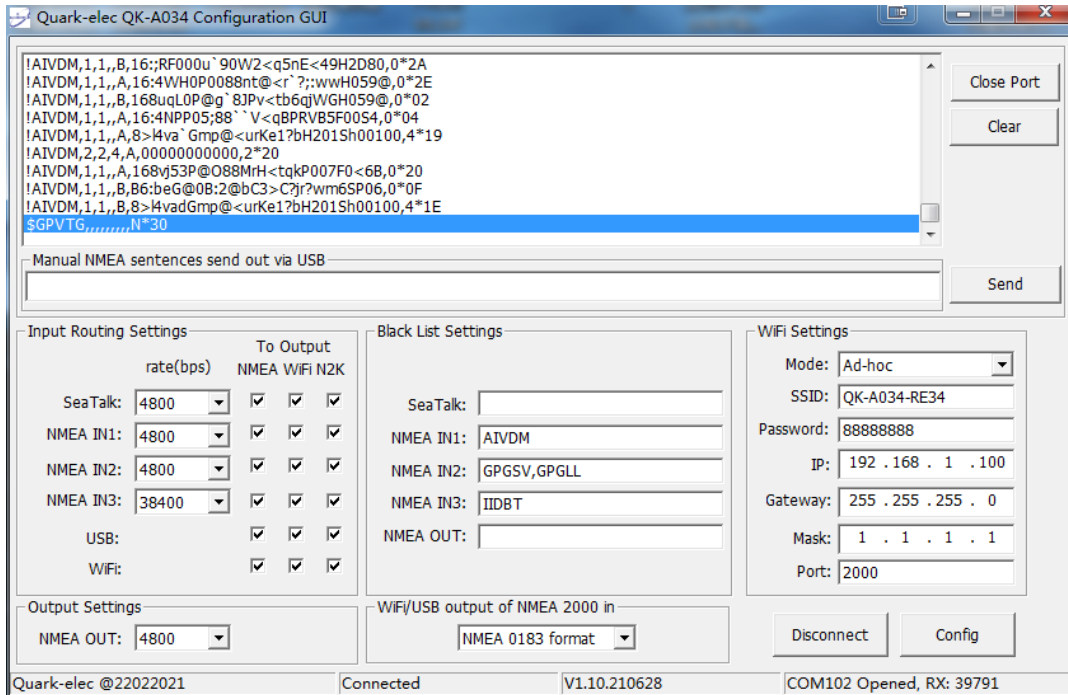 Quark-elec QK-A034 Configuration GUI
!AIVDM,1,1,,B,16:;RF000u`90W2<q5nE<49H2D80,0*2A
!AIVDM,1,1,,A,16:4WH0P0088nt@<r`?;:wwH059@,0*2E
!AIVDM,1,1,,B,168uqL0P@g`8JPv<tb6qjWGH059@,0*02
!AIVDM,1,1,,A,16:4NPP05;88``V<qBPRVB5F00S4,0*04
!AIVDM,1,1,,A,8>l4va`Gmp@<urKe1?bH201Sh00100,4*19
!AIVDM,2,2,4,A,00000000000,2*20
!AIVDM,1,1,,A,168vj53P@O88MrH<tqkP007F0<6B,0*20
!AIVDM,1,1,,B,B6:beG@0B:2@bC3>C?jr?wm6SP06,0*0F
!AIVDM,1,1,,B,8>l4vadGmp@<urKe1?bH201Sh00100,4*1E
$GPVTG,,,,,,,,,N*30
Close Port
Clear
Manual NMEA sentences send out via USB
Send
Input Routing Settings
To Output
rate(bps) NMEA WiFi N2K
SeaTalk: 4800
NMEA IN1: 4800
NMEA IN2: 4800
NMEA IN3: 38400
USB:
WiFi:
Black List Settings
SeaTalk:
NMEA IN1: AIVDM
NMEA IN2: GPGSV,GPGLL
NMEA IN3: IIDBT
NMEA OUT:
WiFi Settings
Mode: Ad-hoc
SSID: QK-A034-RE34
Password: 88888888
IP: 192 . 168 . 1 . 100
Gateway: 255 . 255 . 255 . 0
Mask: 1 . 1 . 1 . 1
Port: 2000
Output Settings
NMEA OUT: 4800
WiFi/USB output of NMEA 2000 in
NMEA 0183 format
Disconnect
Config
Quark-elec @22022021
Connected
V1.10.210628
COM102 Opened, RX: 39791